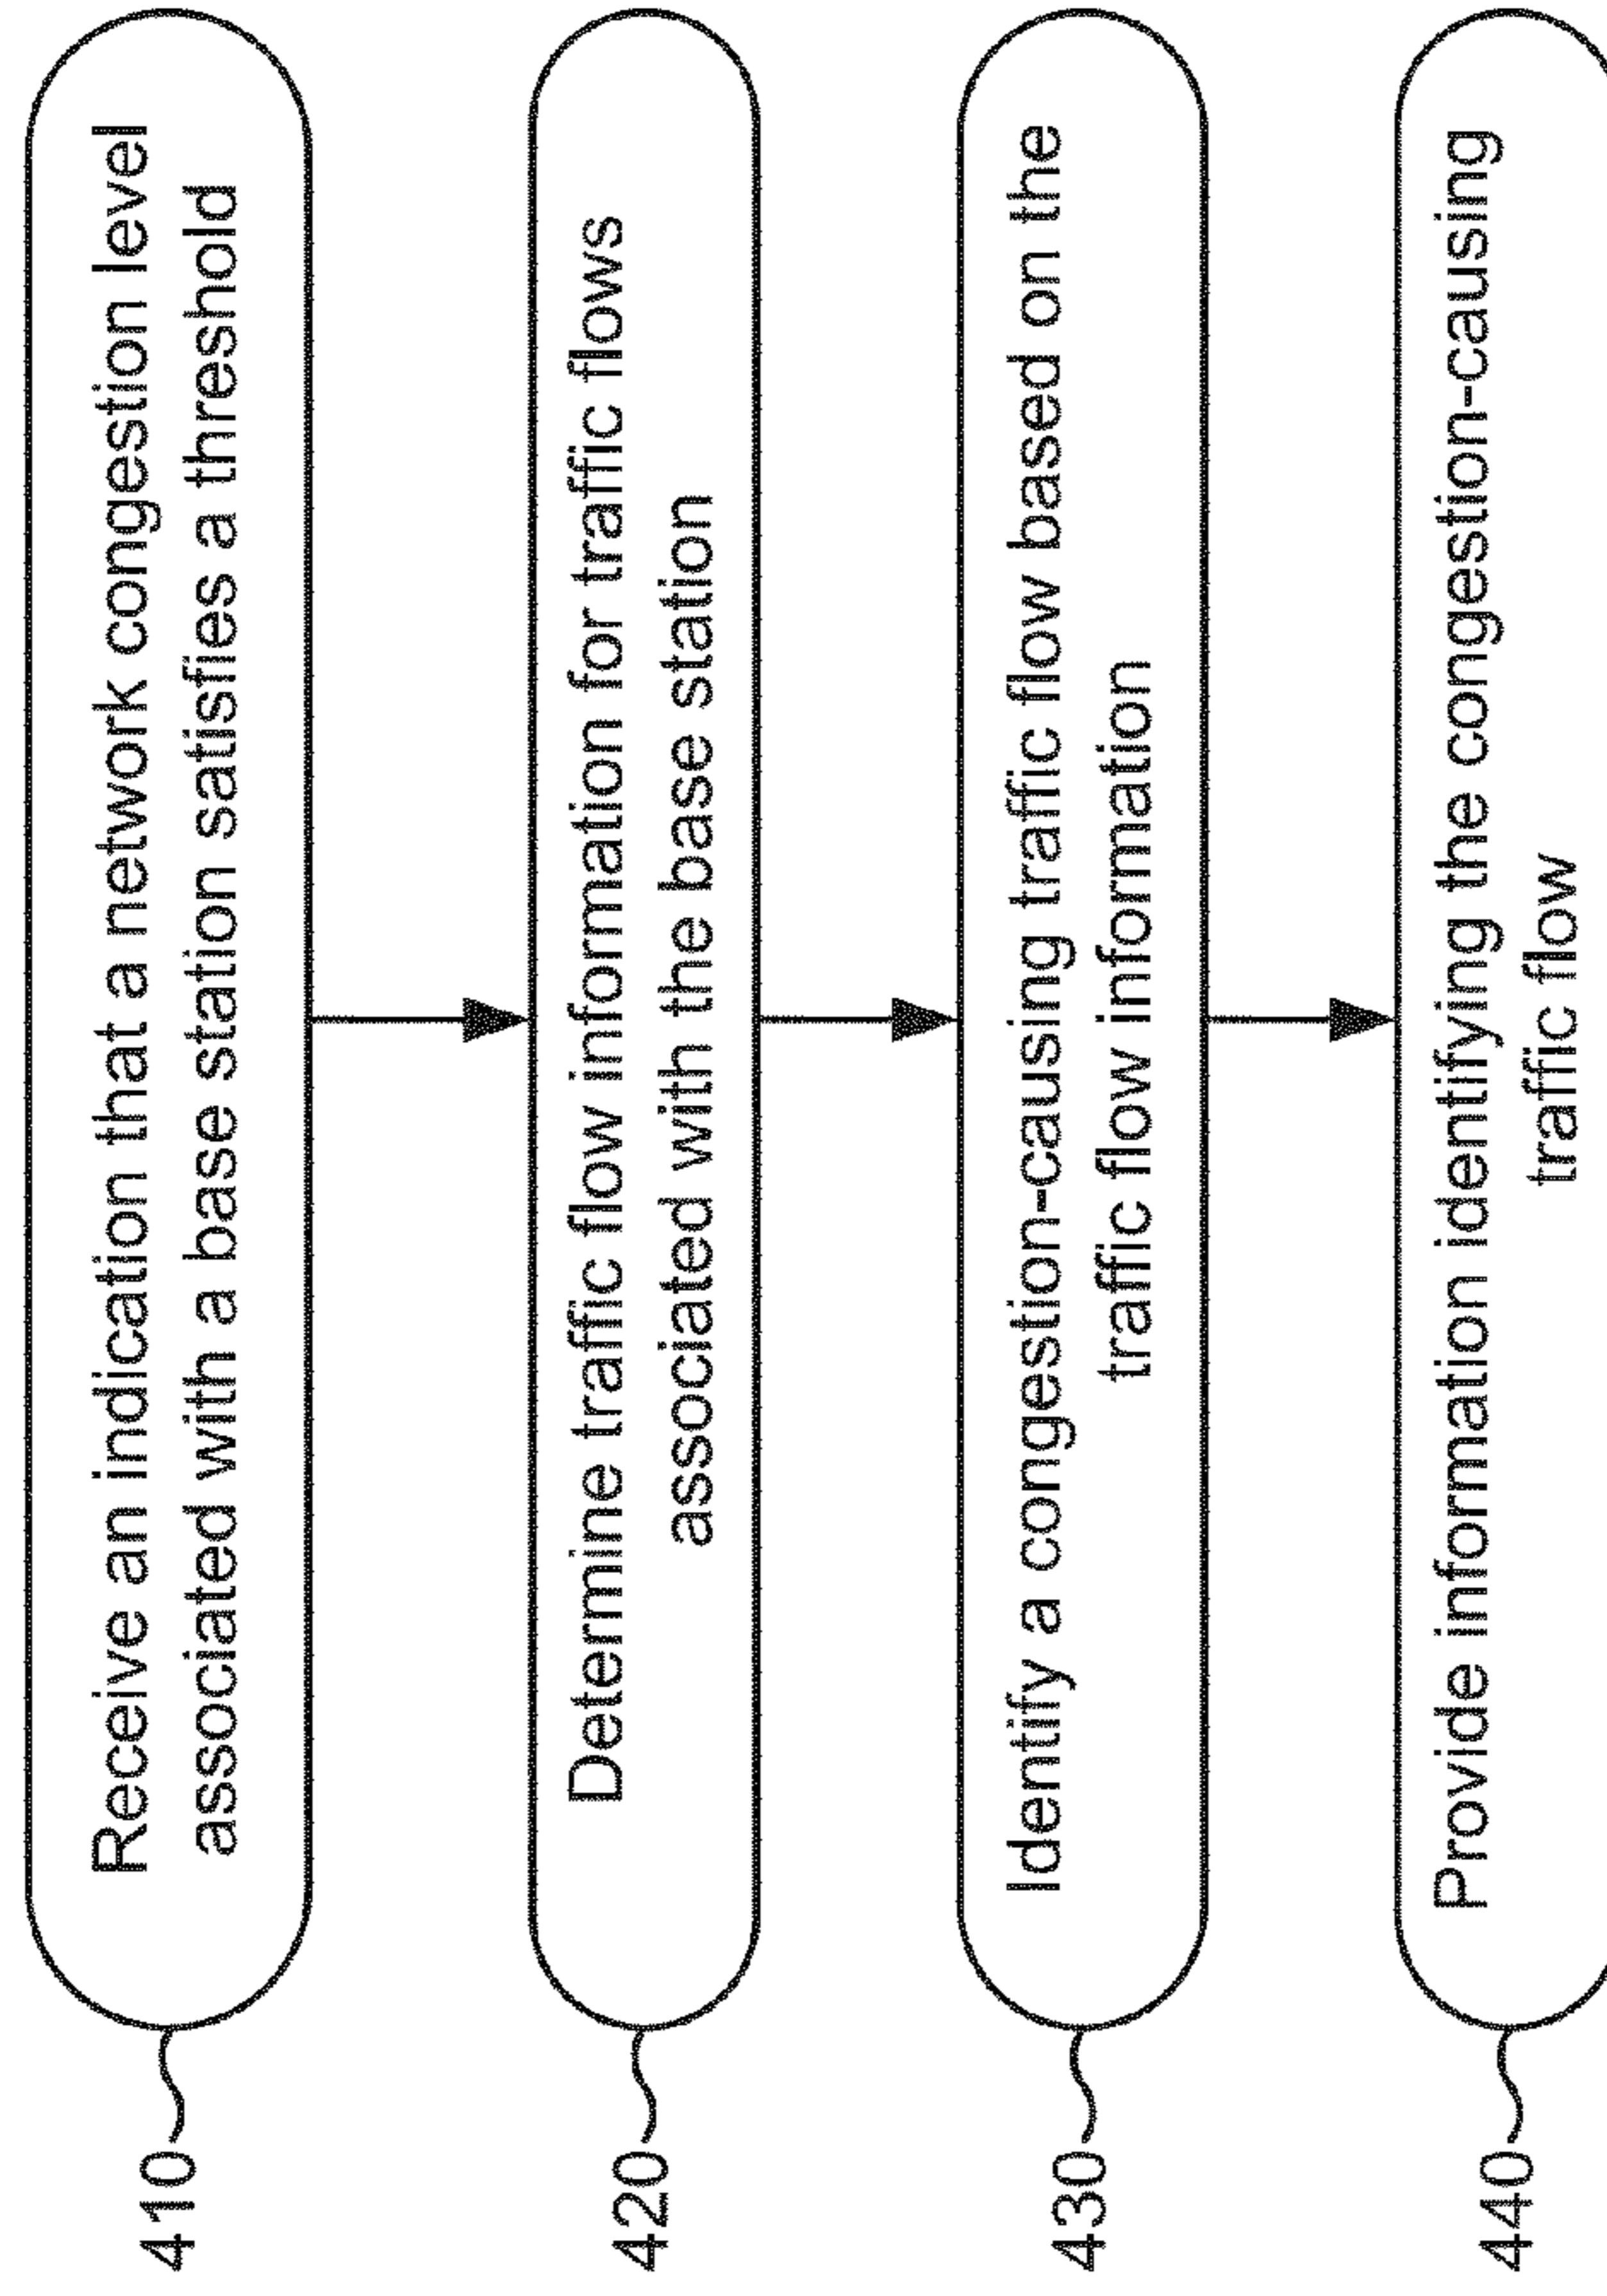 410
Receive an indication that a network congestion level
associated with a base station satisfies a threshold
420
Determine traffic flow information for traffic flows
associated with the base station
430
Identify a congestion-causing traffic flow based on the
traffic flow information
440
Provide information identifying the congestion-causing
traffic flow